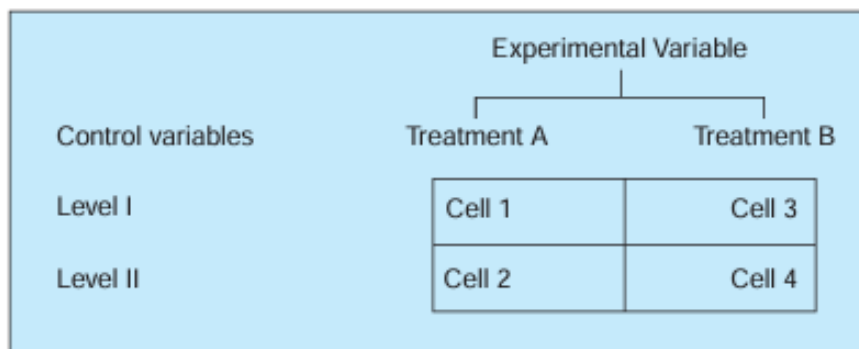 Experimental Variable
Control variables Treatment A Treatment B
Level I Cell 1 Cell 3
Level II Cell 2 Cell 4